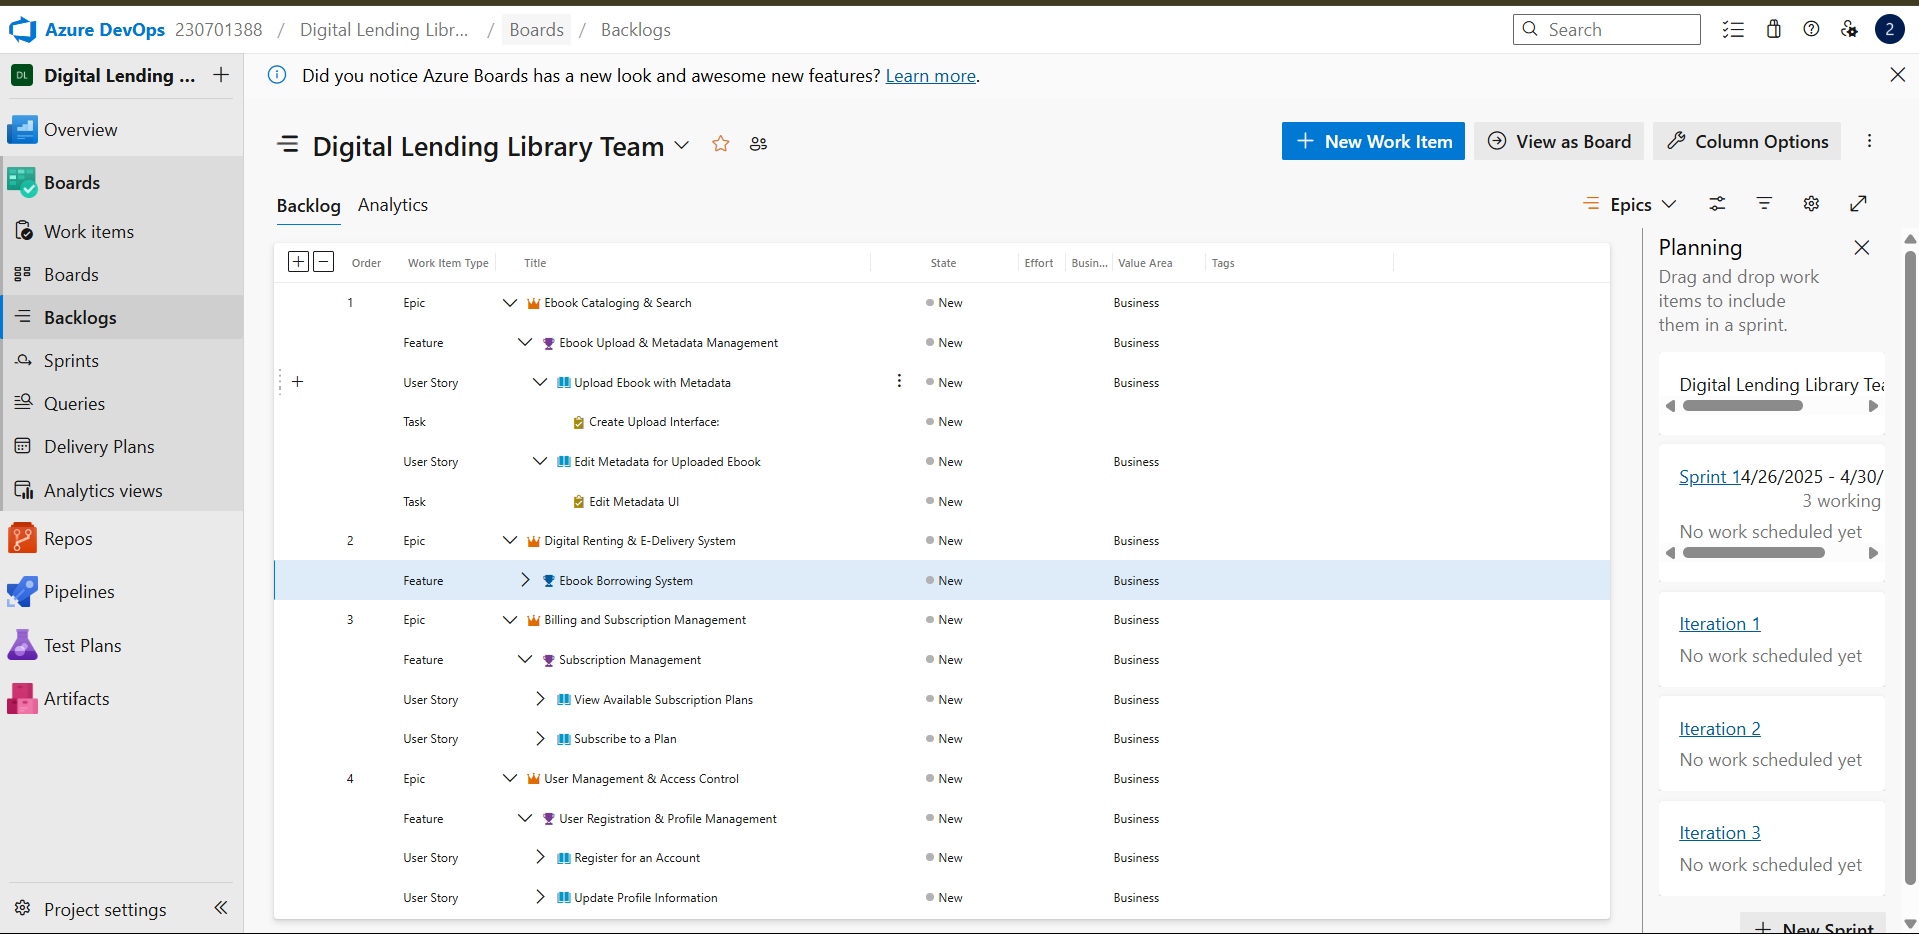 Azure DevOps 230701388 / Digital Lending Libr... / Boards / Backlogs
Search
2
DL Digital Lending ...
Did you notice Azure Boards has a new look and awesome new features? Learn more.
Overview
Boards
Work items
Boards
Backlogs
Sprints
Queries
Delivery Plans
Analytics views
Repos
Pipelines
Test Plans
Artifacts
Project settings
Digital Lending Library Team
New Work Item
View as Board
Column Options
Backlog Analytics
Epics
Order Work Item Type Title State Effort Busin... Value Area Tags
1 Epic Ebook Cataloging & Search New Business
Feature Ebook Upload & Metadata Management New Business
User Story Upload Ebook with Metadata New Business
Task Create Upload Interface: New
User Story Edit Metadata for Uploaded Ebook New Business
Task Edit Metadata UI New
2 Epic Digital Renting & E-Delivery System New Business
Feature Ebook Borrowing System New Business
3 Epic Billing and Subscription Management New Business
Feature Subscription Management New Business
User Story View Available Subscription Plans New Business
User Story Subscribe to a Plan New Business
4 Epic User Management & Access Control New Business
Feature User Registration & Profile Management New Business
User Story Register for an Account New Business
User Story Update Profile Information New Business
Planning
Drag and drop work
items to include
them in a sprint.
Digital Lending Library Tea
Sprint 1 4/26/2025 - 4/30/
3 working
No work scheduled yet
Iteration 1
No work scheduled yet
Iteration 2
No work scheduled yet
Iteration 3
No work scheduled yet
New Sprint